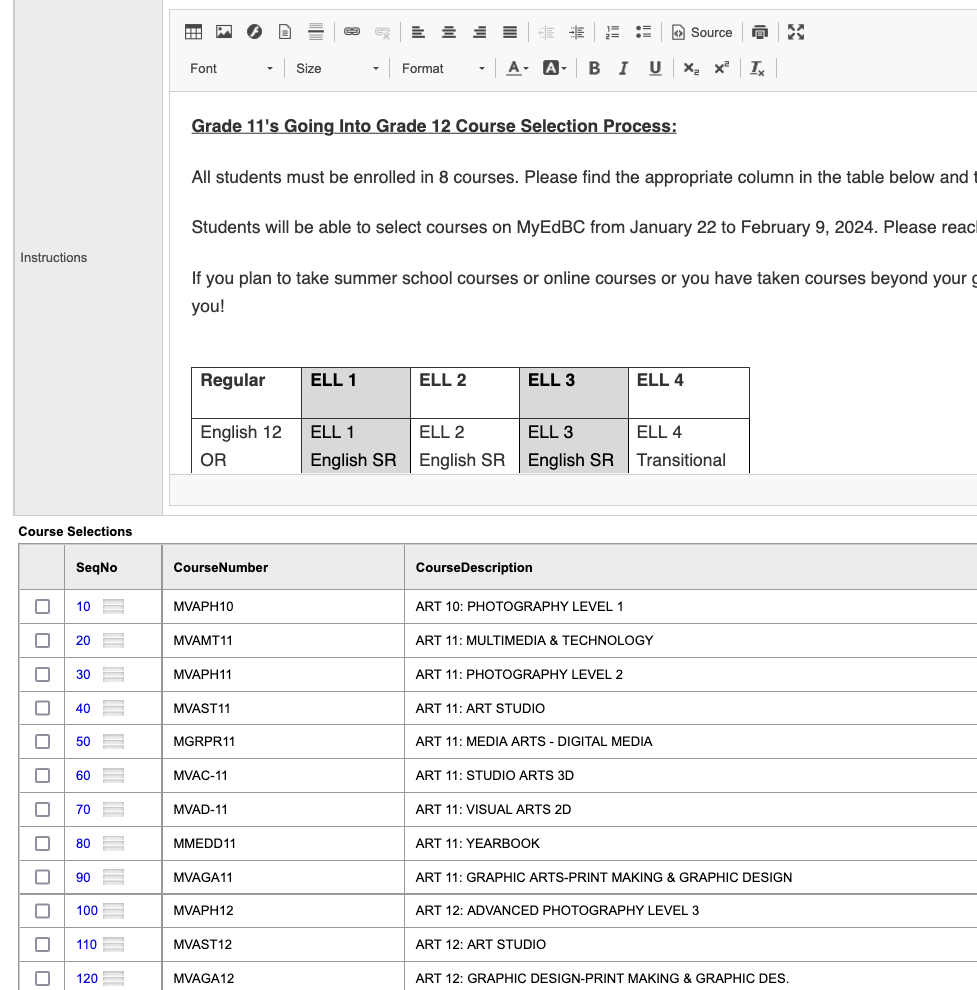 Source
Font Size Format A A B I U x₂ x² Tx
Grade 11's Going Into Grade 12 Course Selection Process:
All students must be enrolled in 8 courses. Please find the appropriate column in the table below and
Students will be able to select courses on MyEdBC from January 22 to February 9, 2024. Please
Instructions
If you plan to take summer school courses or online courses or you have taken courses beyond your
you!
Regular ELL 1 ELL 2 ELL 3 ELL 4
English 12 ELL 1 ELL 2 ELL 3 ELL 4
OR English SR English SR English SR Transitional
Course Selections
SeqNo CourseNumber CourseDescription
10 MVAPH10 ART 10: PHOTOGRAPHY LEVEL 1
20 MVAMT11 ART 11: MULTIMEDIA & TECHNOLOGY
30 MVAPH11 ART 11: PHOTOGRAPHY LEVEL 2
40 MVAST11 ART 11: ART STUDIO
50 MGRPR11 ART 11: MEDIA ARTS - DIGITAL MEDIA
60 MVAC-11 ART 11: STUDIO ARTS 3D
70 MVAD-11 ART 11: VISUAL ARTS 2D
80 MMEDD11 ART 11: YEARBOOK
90 MVAGA11 ART 11: GRAPHIC ARTS-PRINT MAKING & GRAPHIC DESIGN
100 MVAPH12 ART 12: ADVANCED PHOTOGRAPHY LEVEL 3
110 MVAST12 ART 12: ART STUDIO
120 MVAGA12 ART 12: GRAPHIC DESIGN-PRINT MAKING & GRAPHIC DES.